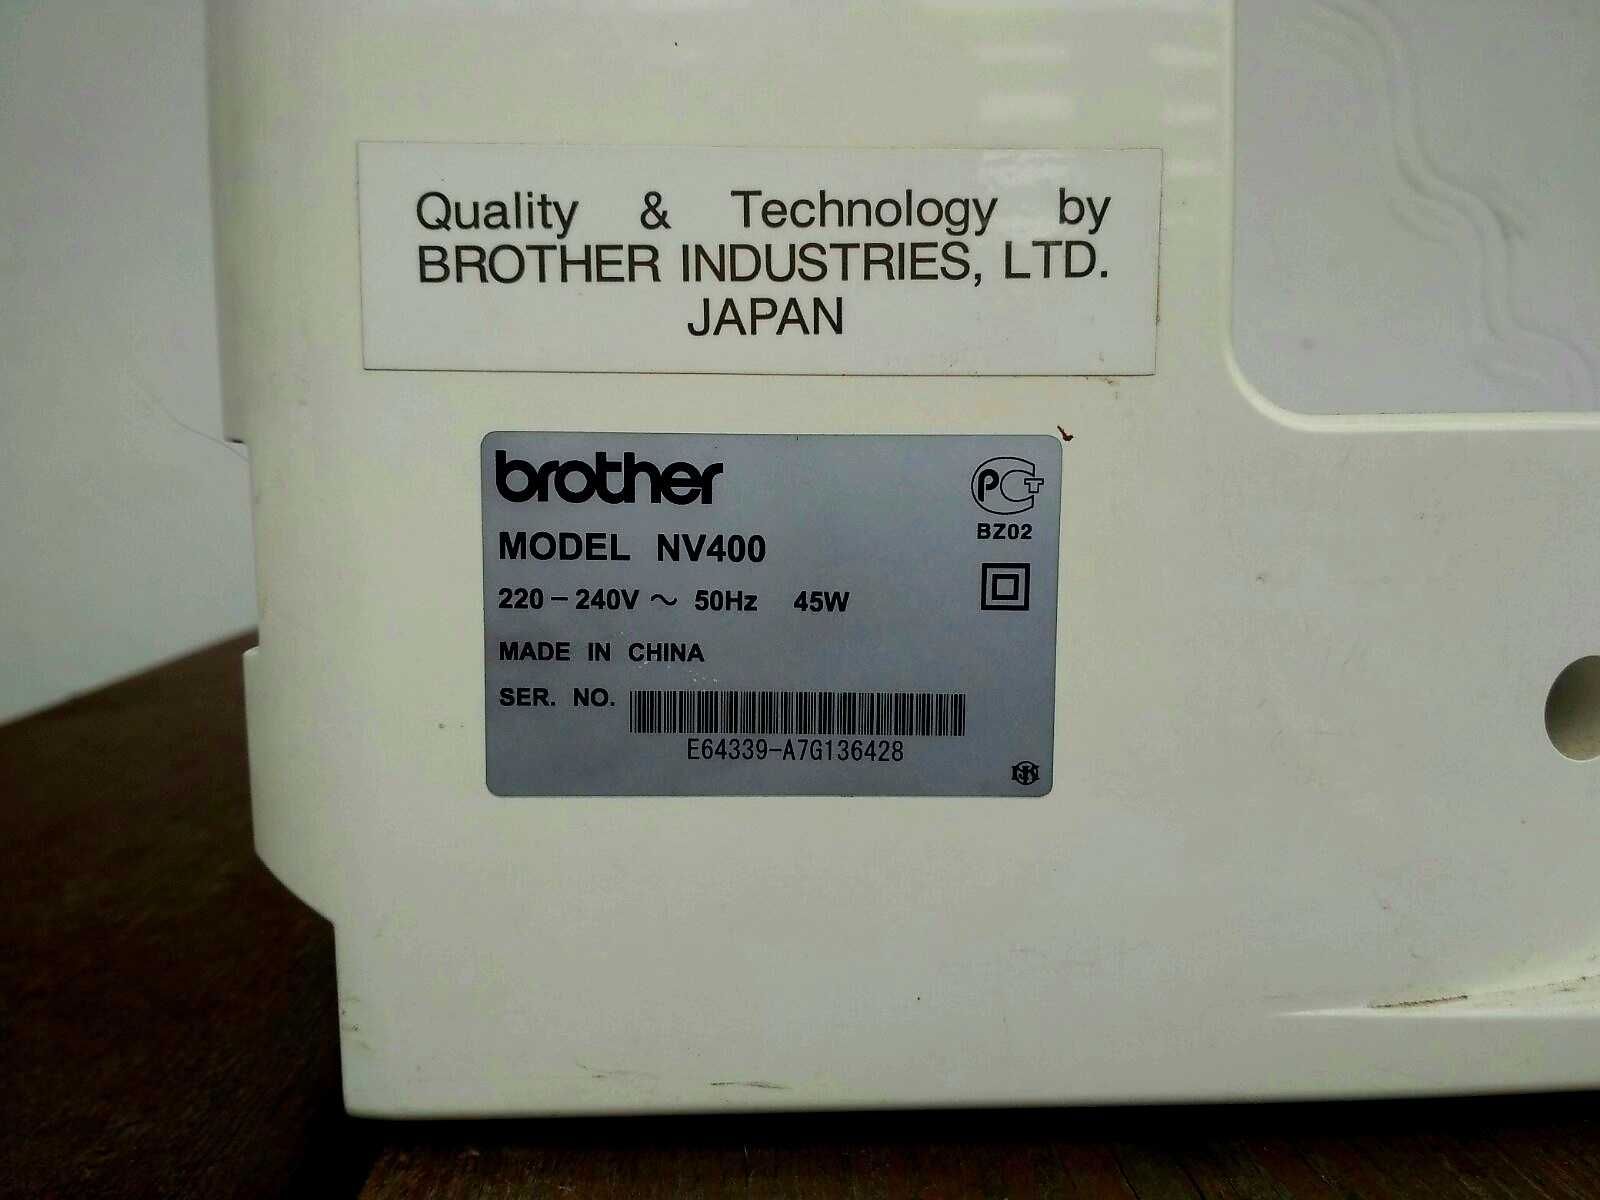 Quality & Technology by
BROTHER INDUSTRIES, LTD.
JAPAN
brother
MODEL NV400
220-240V ~ 50Hz 45W
MADE IN CHINA
SER. NO.
E64339-A7G136428
PCT
BZ02